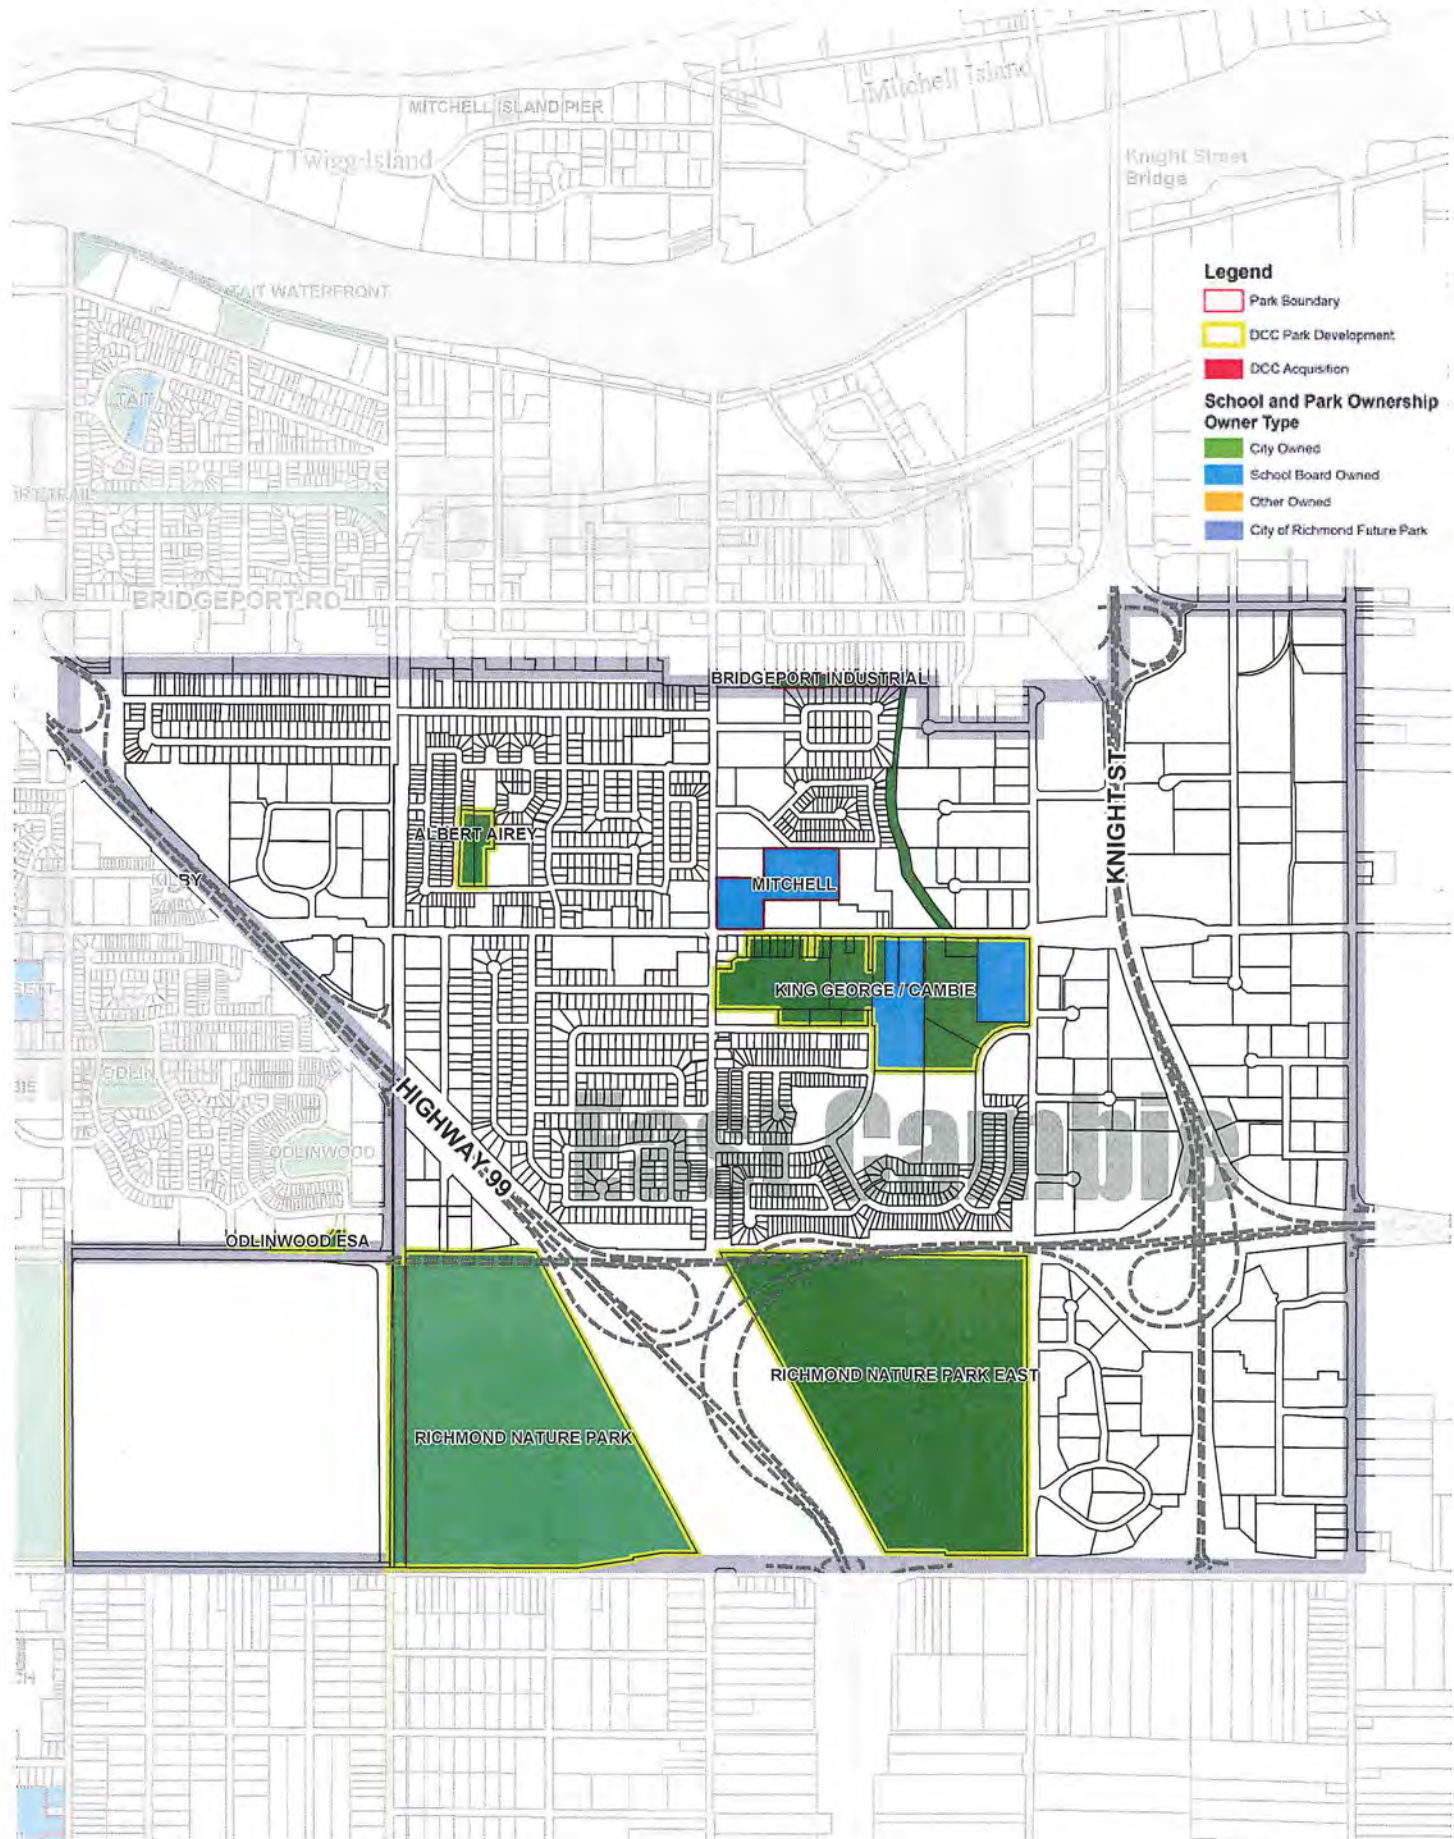 MITCHELL ISLAND PIER
Mitchell Island
Twigg Island
Knight Street
Bridge
TAIT WATERFRONT
Legend
Park Boundary
DCC Park Development
DCC Acquisition
School and Park Ownership
Owner Type
City Owned
School Board Owned
Other Owned
City of Richmond Future Park
TAIT
BRIDGEPORT RD
BRIDGEPORT INDUSTRIAL
KNIGHT ST
ALBERT AIREY
MITCHELL
KILBY
KING GEORGE / CAMBIE
ODLIN
HIGHWAY 99
East Cambie
ODLINWOOD
ODLINWOOD ESA
RICHMOND NATURE PARK EAST
RICHMOND NATURE PARK